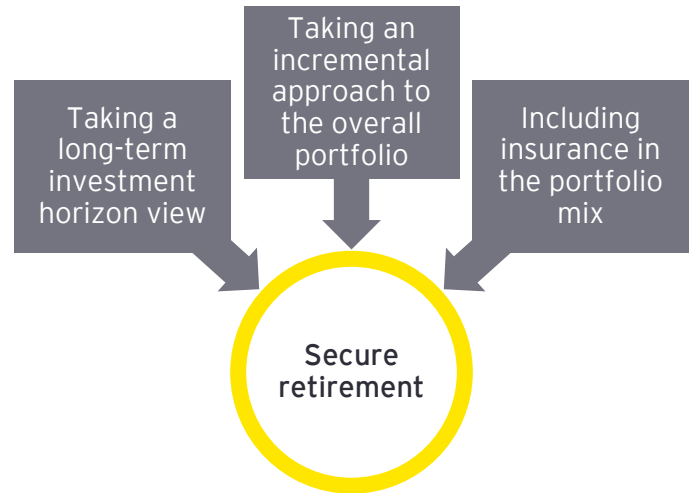 Taking a
long-term
investment
horizon view
Taking an
incremental
approach to
the overall
portfolio
Including
insurance in
the portfolio
mix
Secure
retirement